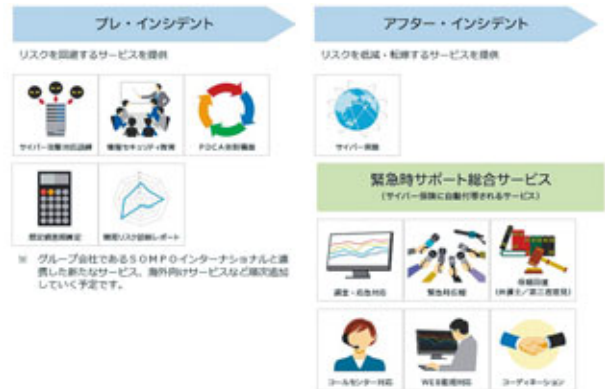 プレ・インシデント
リスクを回避するサービスを提供
サイバー攻撃対応訓練
情報セキュリティ教育
PDCA体制構築
想定損害額算定
簡易リスク診断レポート
※ グループ会社であるSOMPOインターナショナルと連
携した新たなサービス、海外向けサービスなど順次追加
していく予定です。
アフター・インシデント
リスクを低減・転嫁するサービスを提供
サイバー保険
緊急時サポート総合サービス
(サイバー保険に自動付帯されるサービス)
調査・応急対応
緊急時広報
信頼回復
(弁護士/第三者意見)
コールセンター対応
WEB監視対応
コーディネーション